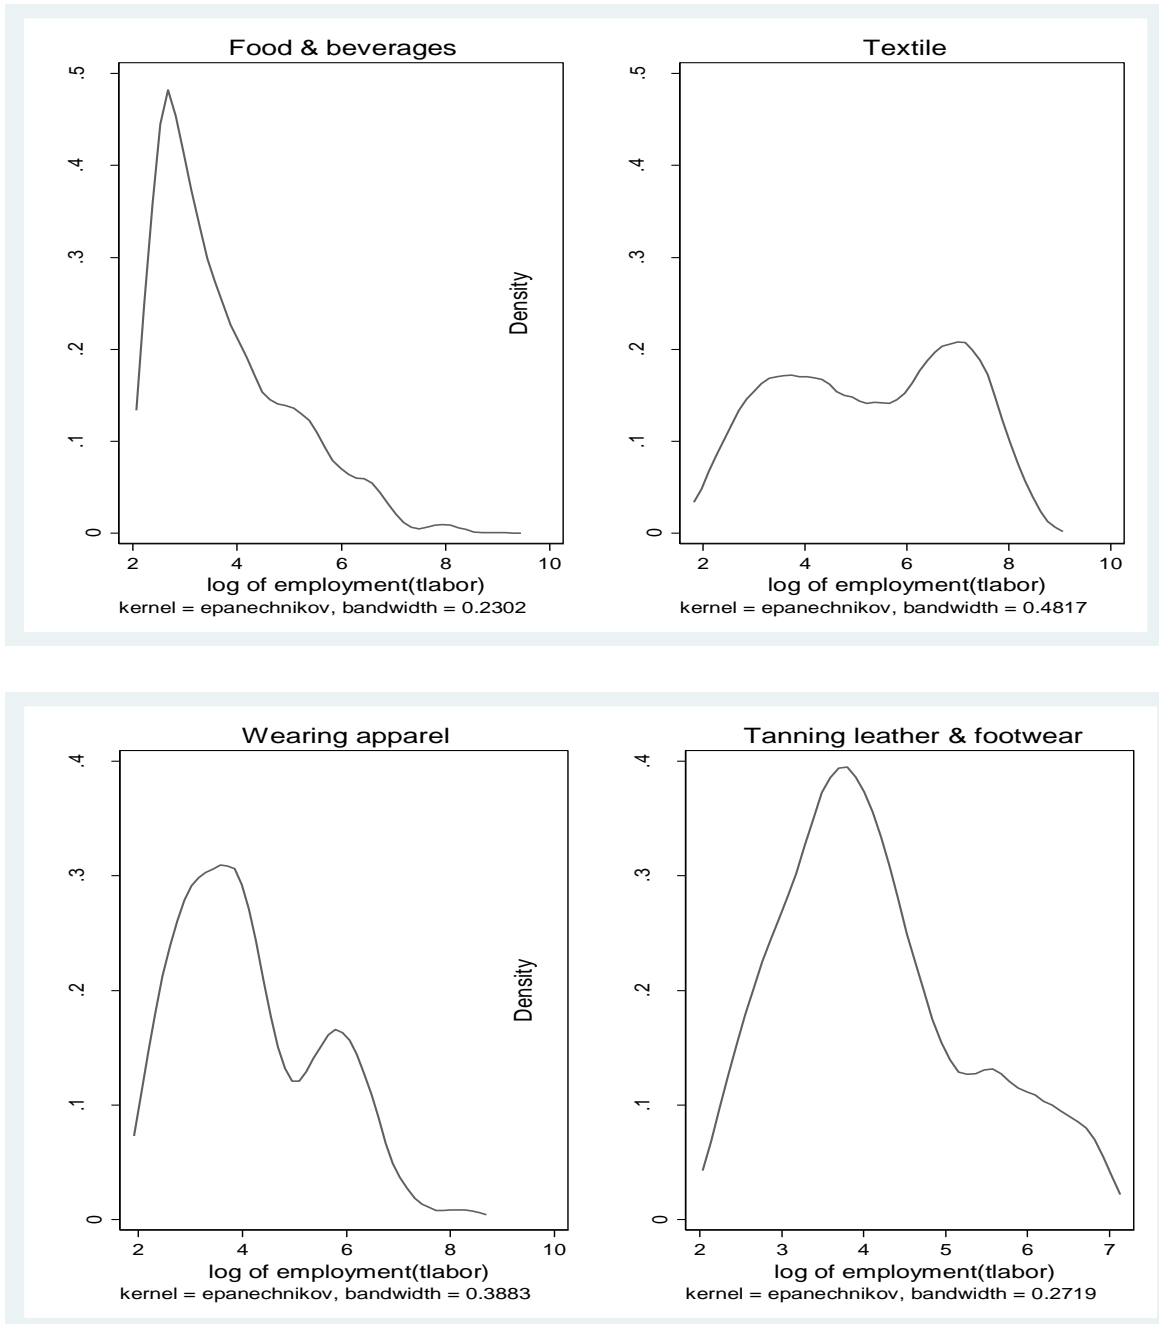 Food & beverages
.5
.4
.3
.2
.1
0
2 4 6 8 10
log of employment(tlabor)
kernel = epanechnikov, bandwidth = 0.2302
Density
Textile
.5
.4
.3
.2
.1
0
2 4 6 8 10
log of employment(tlabor)
kernel = epanechnikov, bandwidth = 0.4817
Wearing apparel
.4
.3
.2
.1
0
2 4 6 8 10
log of employment(tlabor)
kernel = epanechnikov, bandwidth = 0.3883
Density
Tanning leather & footwear
.4
.3
.2
.1
0
2 3 4 5 6 7
log of employment(tlabor)
kernel = epanechnikov, bandwidth = 0.2719